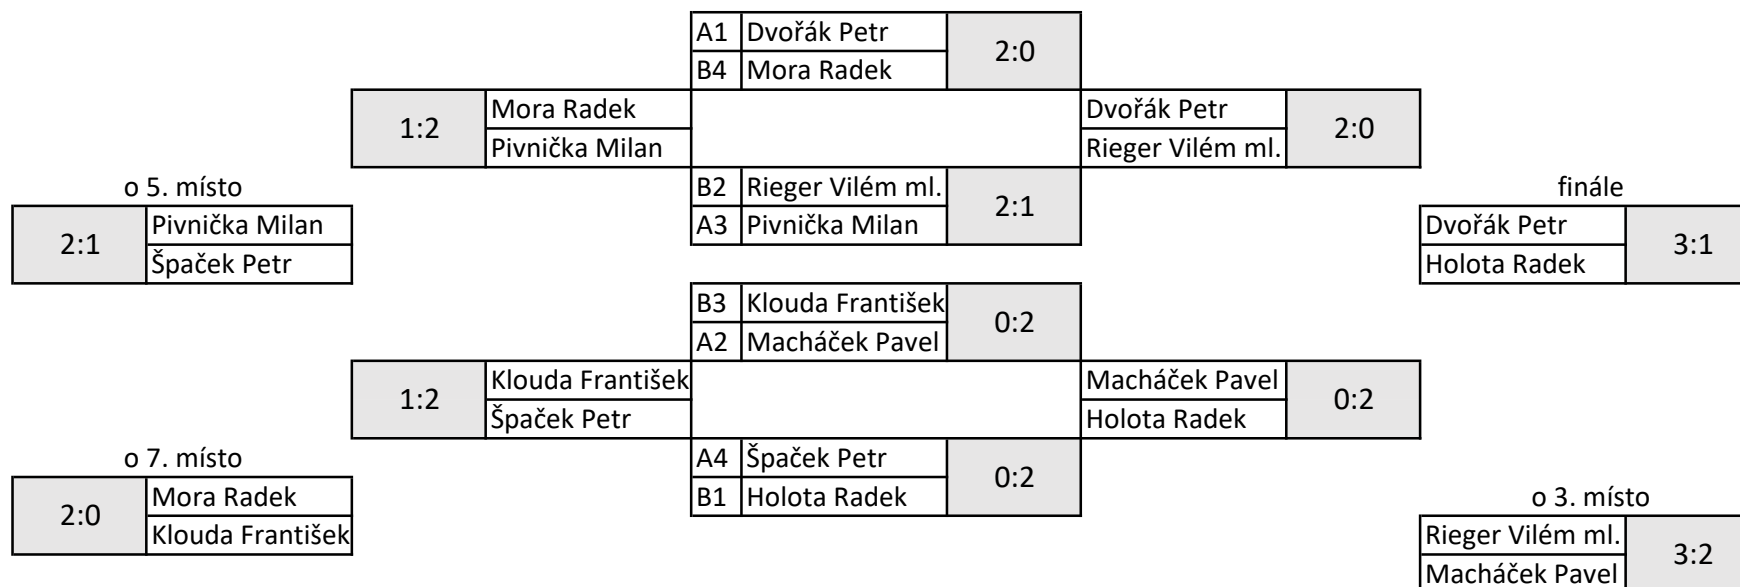 A1 Dvořák Petr 2:0
B4 Mora Radek
1:2 Mora Radek
Pivnička Milan
Dvořák Petr 2:0
Rieger Vilém ml.
o 5. místo
2:1 Pivnička Milan
Špaček Petr
B2 Rieger Vilém ml. 2:1
A3 Pivnička Milan
finále
Dvořák Petr 3:1
Holota Radek
B3 Klouda František 0:2
A2 Macháček Pavel
1:2 Klouda František
Špaček Petr
Macháček Pavel 0:2
Holota Radek
o 7. místo
2:0 Mora Radek
Klouda František
A4 Špaček Petr 0:2
B1 Holota Radek
o 3. místo
Rieger Vilém ml. 3:2
Macháček Pavel